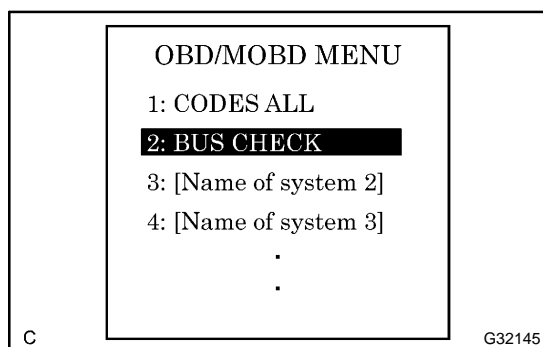 OBD/MOBD MENU
1: CODES ALL
2: BUS CHECK
3: [Name of system 2]
4: [Name of system 3]
.
.
C
G32145